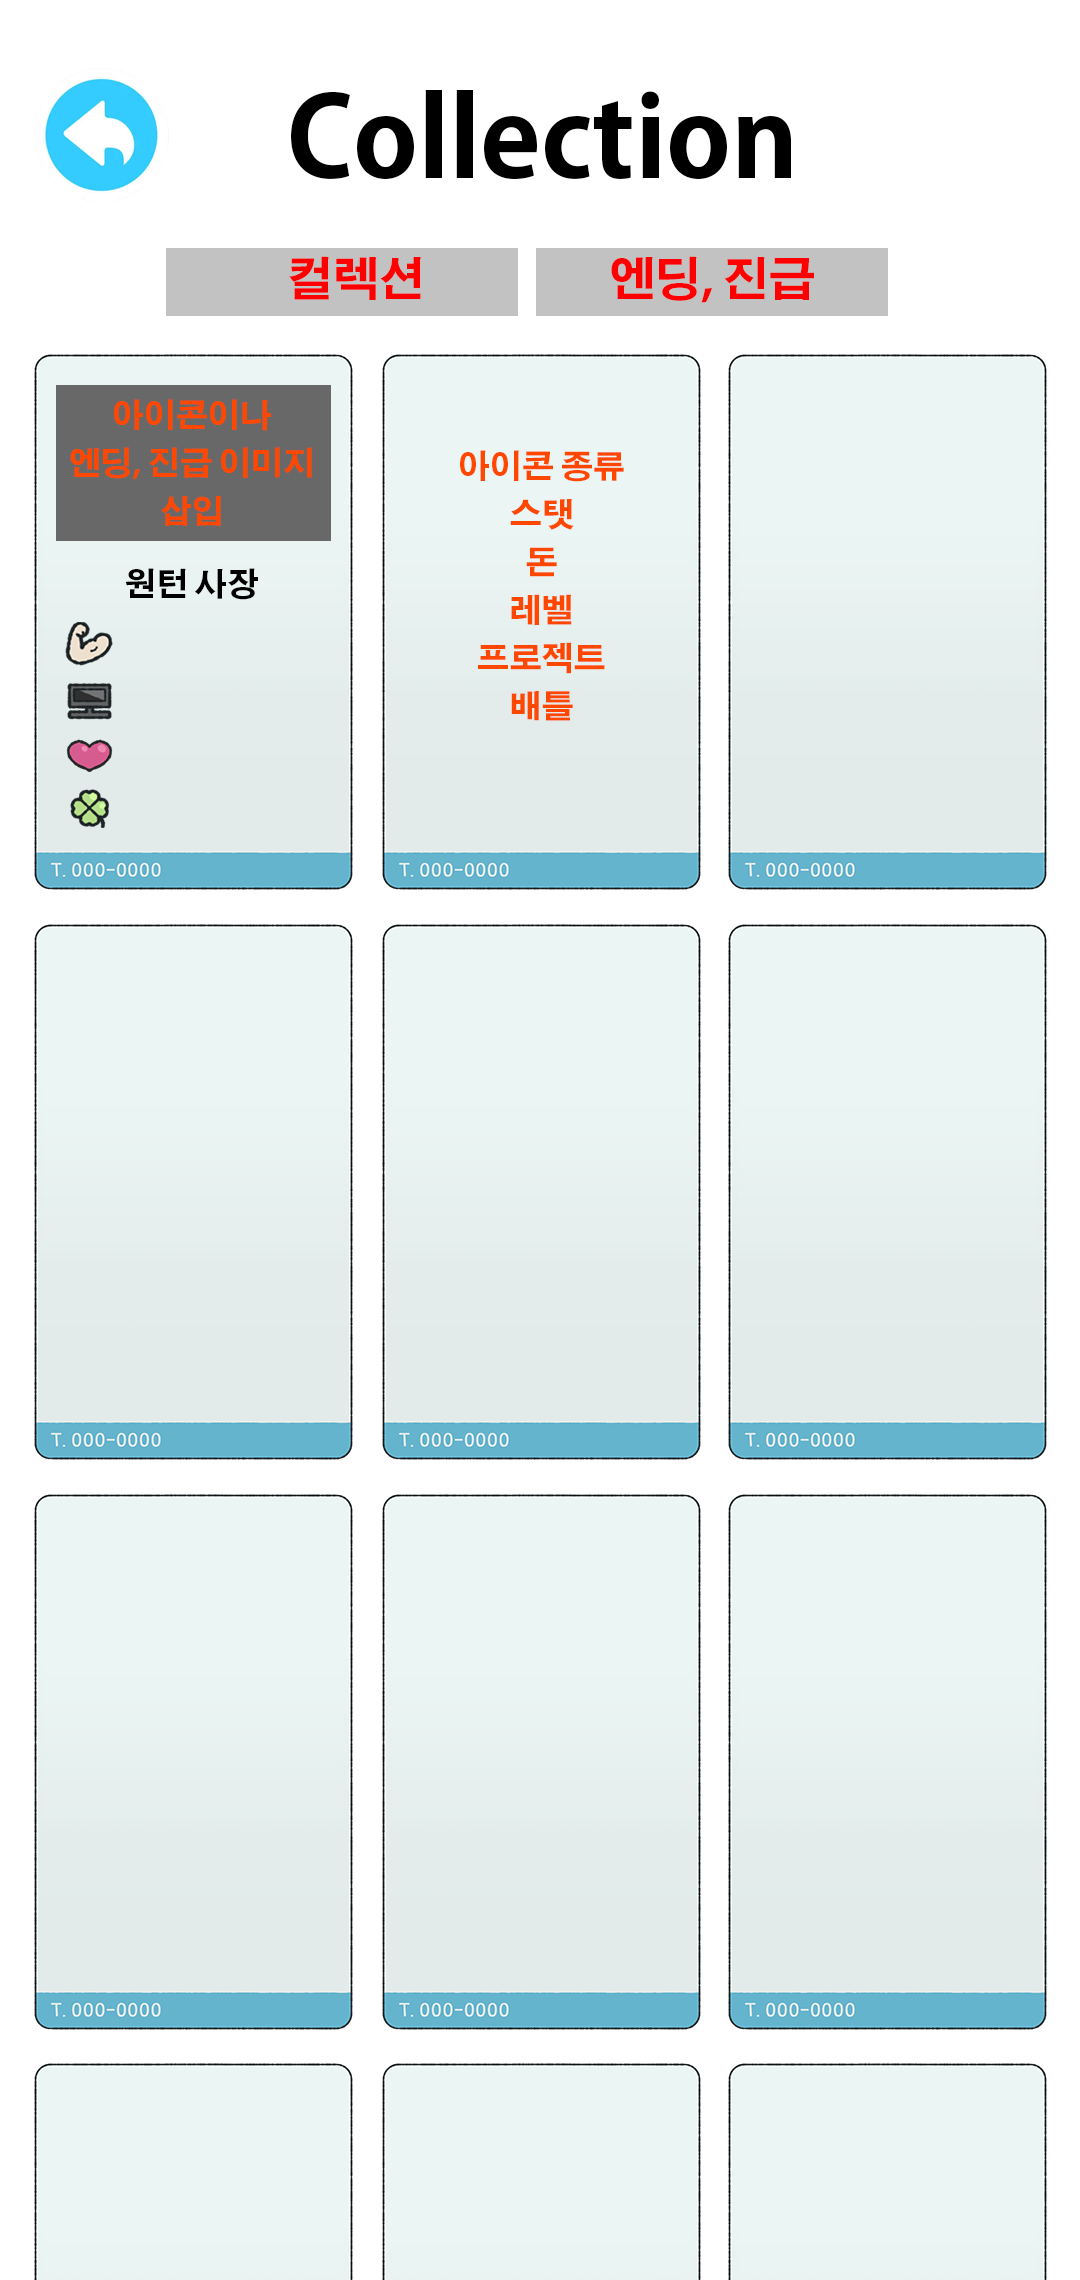 Collection
컬렉션
엔딩, 진급
아이콘이나
엔딩, 진급 이미지
삽입
원턴 사장
T. 000-0000
아이콘 종류
스탯
돈
레벨
프로젝트
배틀
T. 000-0000
T. 000-0000
T. 000-0000
T. 000-0000
T. 000-0000
T. 000-0000
T. 000-0000
T. 000-0000